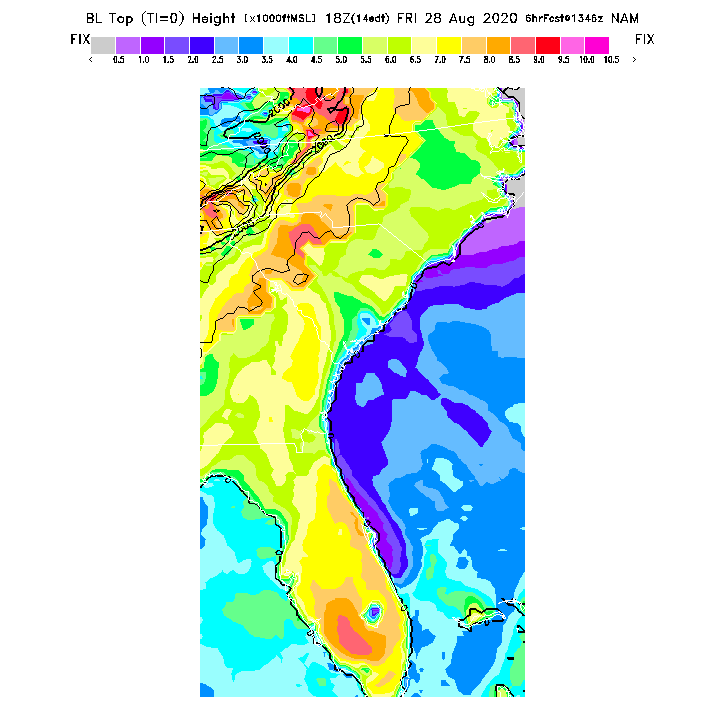 BL Top (TI=0) Height [x1000ftMSL] 18Z(14edt) FRI 28 Aug 2020 6hrFcst@1346z NAM
FIX FIX
< 0.5 1.0 1.5 2.0 2.5 3.0 3.5 4.0 4.5 5.0 5.5 6.0 6.5 7.0 7.5 8.0 8.5 9.0 9.5 10.0 10.5 >
2000
2000